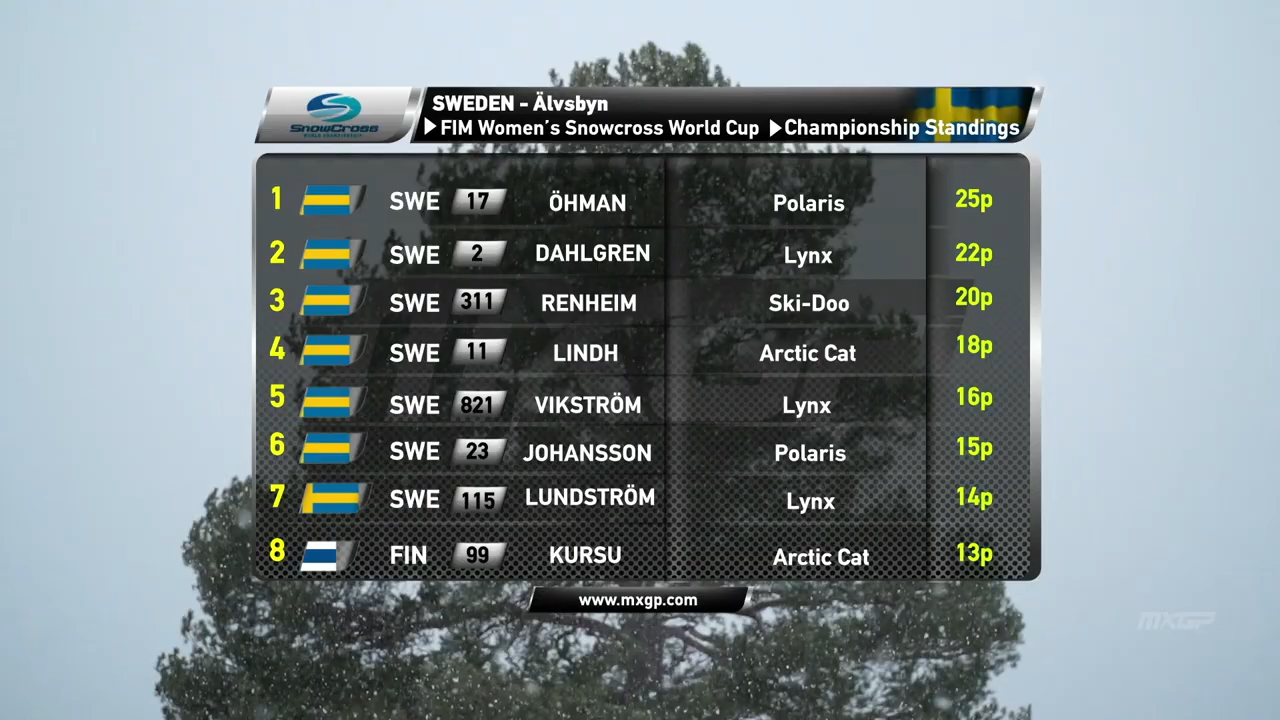 SNOWCROSS
WORLD CHAMPIONSHIP
SWEDEN - Älvsbyn
FIM Women's Snowcross World Cup Championship Standings
1 SWE 17 ÖHMAN Polaris 25p
2 SWE 2 DAHLGREN Lynx 22p
3 SWE 311 RENHEIM Ski-Doo 20p
4 SWE 11 LINDH Arctic Cat 18p
5 SWE 821 VIKSTRÖM Lynx 16p
6 SWE 23 JOHANSSON Polaris 15p
7 SWE 115 LUNDSTRÖM Lynx 14p
8 FIN 99 KURSU Arctic Cat 13p
www.mxgp.com
MXGP